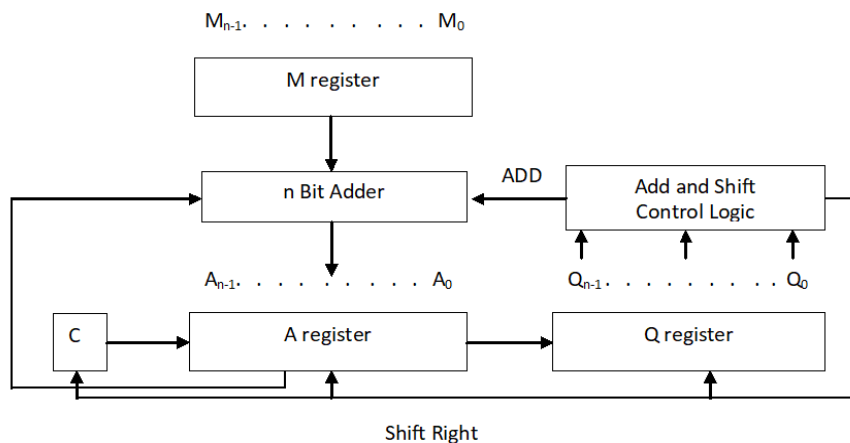 Mn-1. . . . . . . . . M0
M register
n Bit Adder
ADD
Add and Shift
Control Logic
An-1. . . . . . . . . A0
Qn-1. . . . . . . . . Q0
C
A register
Q register
Shift Right